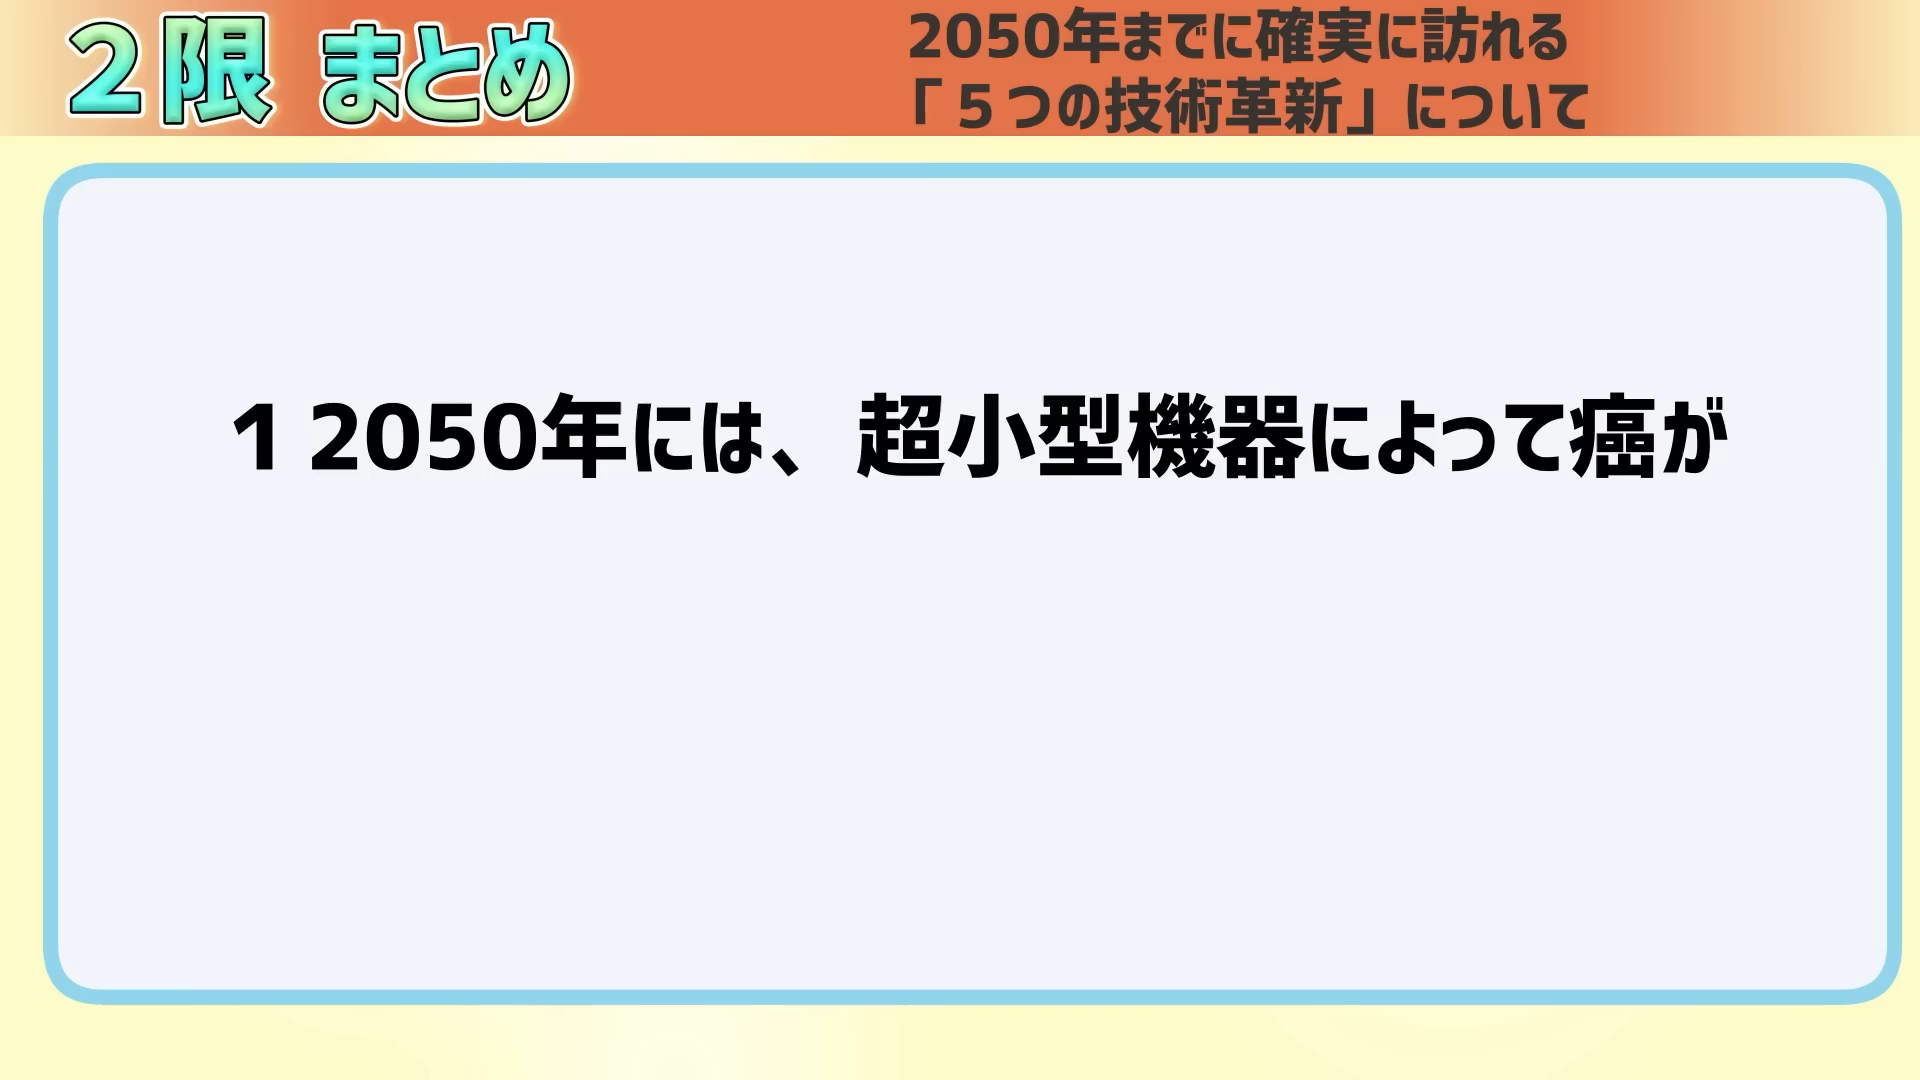 ２限 まとめ
2050年までに確実に訪れる
「５つの技術革新」について
１2050年には、超小型機器によって癌が